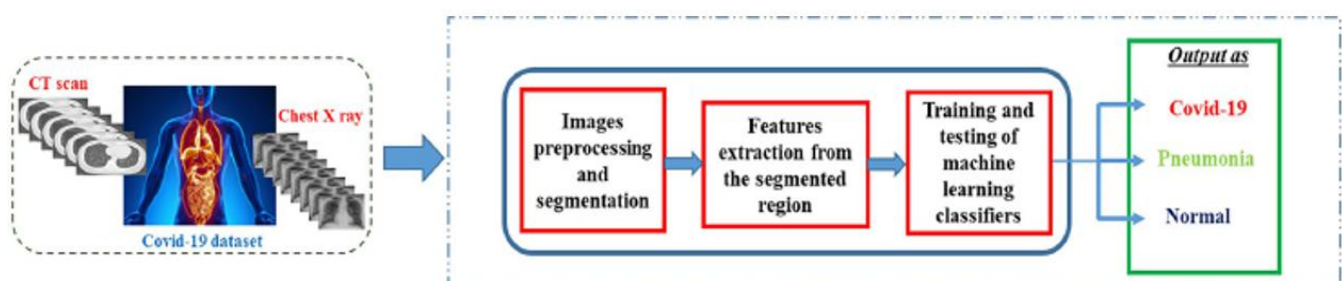 CT scan
Chest X ray
Covid-19 dataset
Images
preprocessing
and
segmentation
Features
extraction from
the segmented
region
Training and
testing of
machine
learning
classifiers
Output as
Covid-19
Pneumonia
Normal